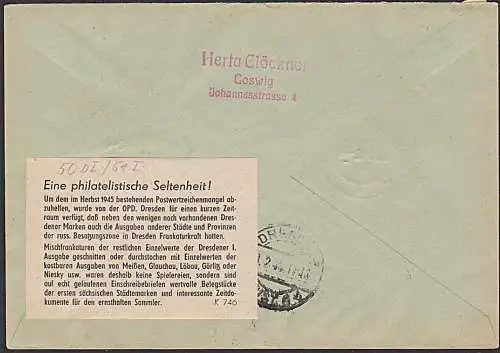 Herta Glöckner
Coswig
Johannesstrasse 4
50 DI / 64 I
Eine philatelistische Seltenheit!
Um dem im Herbst 1945 bestehenden Postwertzeichenmangel ab-
zuhelfen, wurde von der OPD. Dresden für einen kurzen Zeit-
raum verfügt, daß neben den wenigen noch vorhandenen Dres-
dener Marken auch die Ausgaben anderer Städte und Provinzen
der russ. Besatzungszone in Dresden Frankaturkraft hatten.
Mischfrankaturen der restlichen Einzelwerte der Dresdener I.
Ausgabe geschnitten oder durchstochen mit Einzelwerten der
kostbaren Ausgaben von Meißen, Glauchau, Löbau, Görlitz oder
Niesky usw. waren deshalb keine Spielereien, sondern sind
auf echt gelaufenen Einschreibebriefen wertvolle Belegstücke
der ersten sächsischen Städtemarken und interessante Zeitdo-
kumente für den ernsthaften Sammler.
K 746